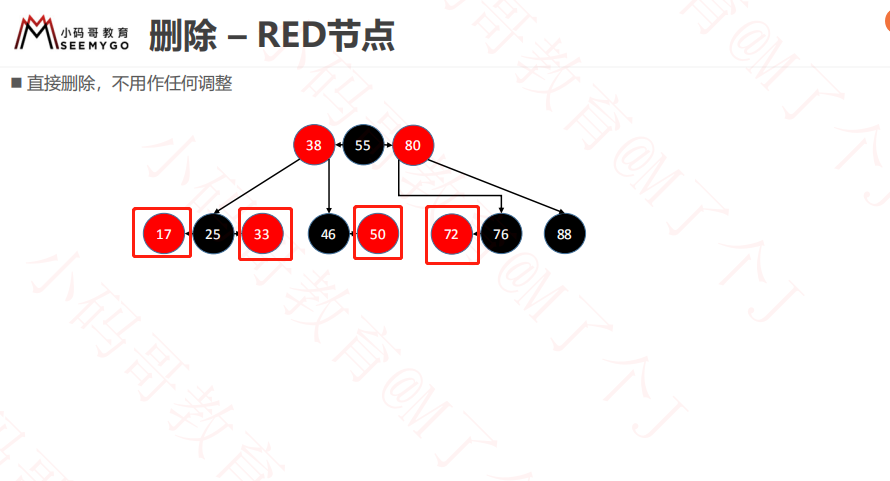 小码哥教育
SEEMYGO
删除 – RED节点
■ 直接删除，不用作任何调整
38 55 80
17 25 33 46 50 72 76 88
小码哥教育@M了个J
小码哥教育@M了个J
小码哥教育@M了个J